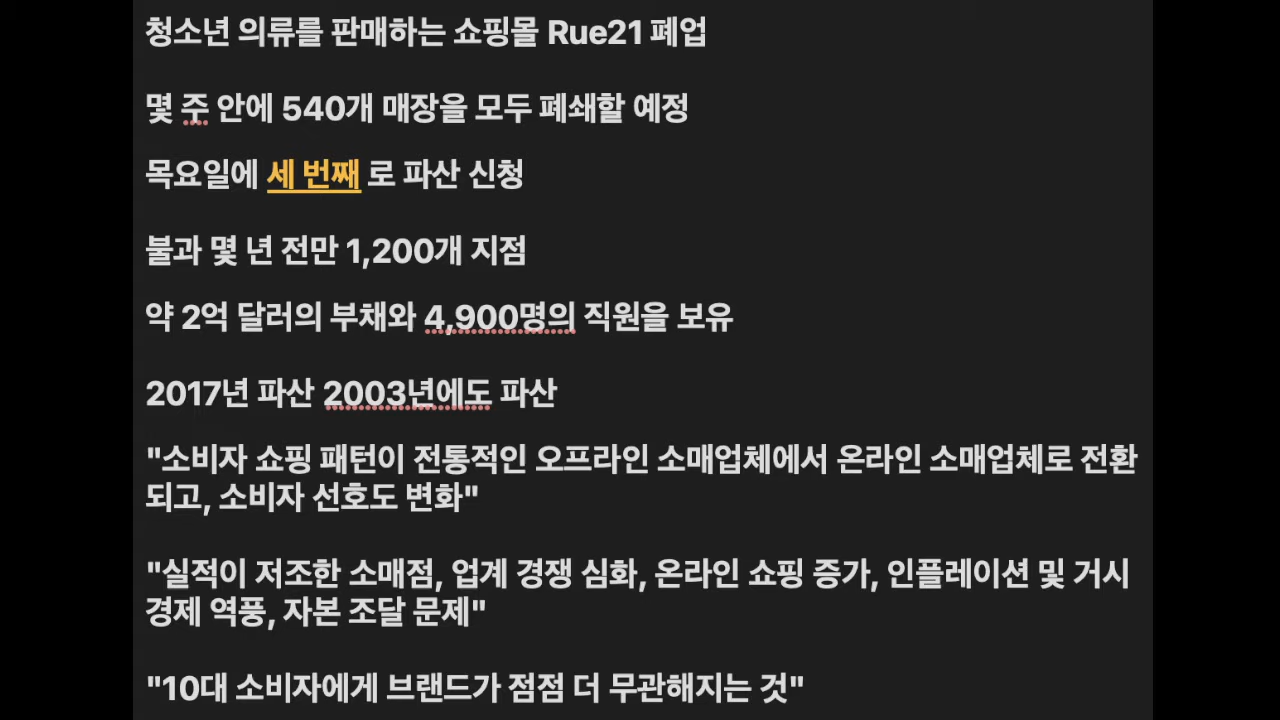 청소년 의류를 판매하는 쇼핑몰 Rue21 폐업
몇 주 안에 540개 매장을 모두 폐쇄할 예정
목요일에 세 번째 로 파산 신청
불과 몇 년 전만 1,200개 지점
약 2억 달러의 부채와 4,900명의 직원을 보유
2017년 파산 2003년에도 파산
"소비자 쇼핑 패턴이 전통적인 오프라인 소매업체에서 온라인 소매업체로 전환
되고, 소비자 선호도 변화"
"실적이 저조한 소매점, 업계 경쟁 심화, 온라인 쇼핑 증가, 인플레이션 및 거시
경제 역풍, 자본 조달 문제"
"10대 소비자에게 브랜드가 점점 더 무관해지는 것"